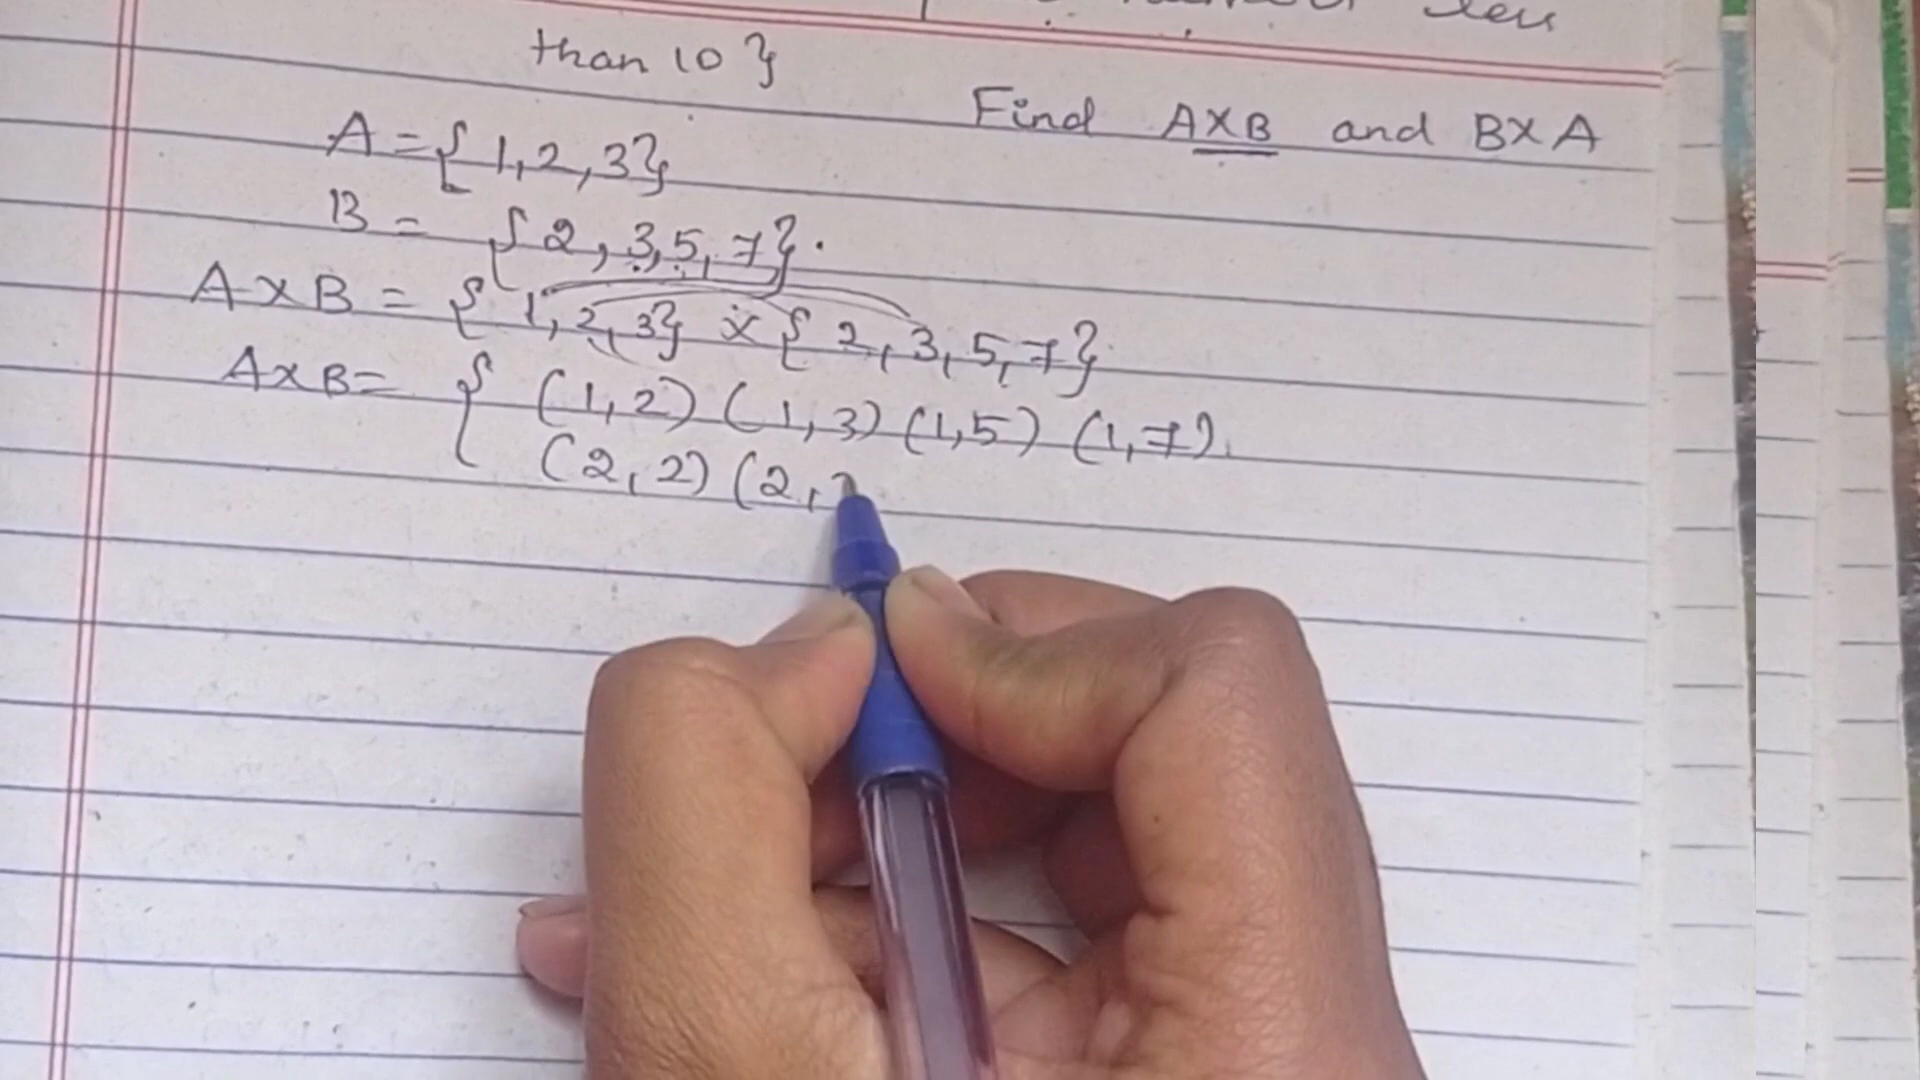 than 10 }
Find A×B and B×A
A = { 1, 2, 3}
B = { 2, 3, 5, 7}.
A × B = { 1, 2, 3} × { 2, 3, 5, 7}
A×B= { (1, 2) (1, 3) (1, 5) (1, 7).
(2, 2) (2,